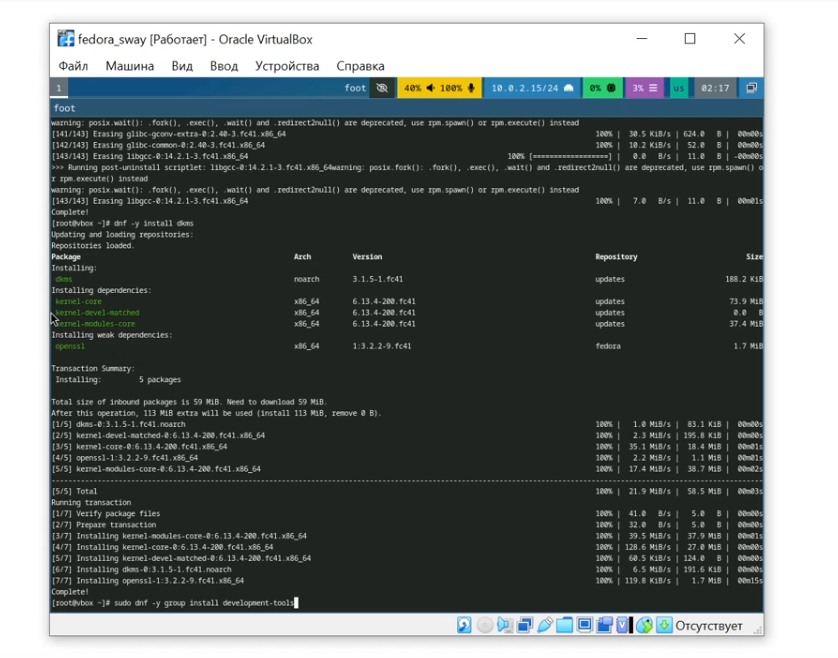 fedora_sway [Работает] - Oracle VirtualBox
Файл Машина Вид Ввод Устройства Справка
1 foot 40% 100% 10.0.2.15/24 0% 3% us 02:17
foot
warning: posix.wait(): .fork(), .exec(), .wait() and .redirect2null() are deprecated, use rpm.spawn() or rpm.execute() instead
[141/143] Erasing glibc-gconv-extra-0:2.40-3.fc41.x86_64 100% | 30.5 KiB/s | 624.0 B | 00m00s
[142/143] Erasing glibc-common-0:2.40-3.fc41.x86_64 100% | 10.2 KiB/s | 52.0 B | 00m00s
[143/143] Erasing libgcc-0:14.2.1-3.fc41.x86_64 100% [==================] | 0.0 B/s | 11.0 B | -00m00s
>>> Running post-uninstall scriptlet: libgcc-0:14.2.1-3.fc41.x86_64warning: posix.fork(): .fork(), .exec(), .wait() and .redirect2null() are deprecated, use rpm.spawn() o
r rpm.execute() instead
warning: posix.wait(): .fork(), .exec(), .wait() and .redirect2null() are deprecated, use rpm.spawn() or rpm.execute() instead
[143/143] Erasing libgcc-0:14.2.1-3.fc41.x86_64 100% | 7.0 B/s | 11.0 B | 00m01s
Complete!
[root@vbox ~]# dnf -y install dkms
Updating and loading repositories:
Repositories loaded.
Package Arch Version Repository Size
Installing:
dkms noarch 3.1.5-1.fc41 updates 188.2 KiB
Installing dependencies:
kernel-core x86_64 6.13.4-200.fc41 updates 73.9 MiB
kernel-devel-matched x86_64 6.13.4-200.fc41 updates 0.0 B
kernel-modules-core x86_64 6.13.4-200.fc41 updates 37.4 MiB
Installing weak dependencies:
openssl x86_64 1:3.2.2-9.fc41 fedora 1.7 MiB
Transaction Summary:
Installing: 5 packages
Total size of inbound packages is 59 MiB. Need to download 59 MiB.
After this operation, 113 MiB extra will be used (install 113 MiB, remove 0 B).
[1/5] dkms-0:3.1.5-1.fc41.noarch 100% | 1.0 MiB/s | 83.1 KiB | 00m00s
[2/5] kernel-devel-matched-0:6.13.4-200.fc41.x86_64 100% | 2.3 MiB/s | 195.8 KiB | 00m00s
[3/5] kernel-core-0:6.13.4-200.fc41.x86_64 100% | 35.1 MiB/s | 18.4 MiB | 00m01s
[4/5] openssl-1:3.2.2-9.fc41.x86_64 100% | 2.2 MiB/s | 1.1 MiB | 00m01s
[5/5] kernel-modules-core-0:6.13.4-200.fc41.x86_64 100% | 17.4 MiB/s | 38.7 MiB | 00m02s
[5/5] Total 100% | 21.9 MiB/s | 58.5 MiB | 00m03s
Running transaction
[1/7] Verify package files 100% | 41.0 B/s | 5.0 B | 00m00s
[2/7] Prepare transaction 100% | 32.0 B/s | 5.0 B | 00m00s
[3/7] Installing kernel-modules-core-0:6.13.4-200.fc41.x86_64 100% | 39.5 MiB/s | 37.9 MiB | 00m01s
[4/7] Installing kernel-core-0:6.13.4-200.fc41.x86_64 100% | 128.6 MiB/s | 27.0 MiB | 00m00s
[5/7] Installing kernel-devel-matched-0:6.13.4-200.fc41.x86_64 100% | 60.5 KiB/s | 124.0 B | 00m00s
[6/7] Installing dkms-0:3.1.5-1.fc41.noarch 100% | 6.5 MiB/s | 191.6 KiB | 00m00s
[7/7] Installing openssl-1:3.2.2-9.fc41.x86_64 100% | 119.8 KiB/s | 1.7 MiB | 00m15s
Complete!
[root@vbox ~]# sudo dnf -y group install development-tools
Отсутствует